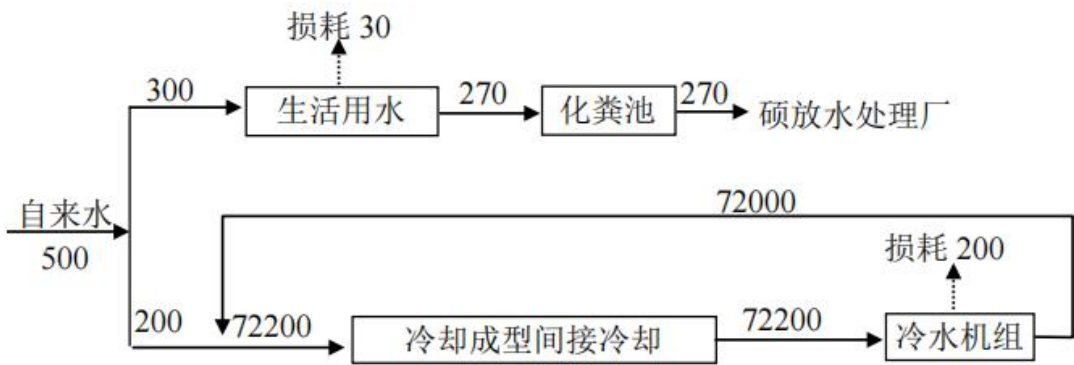 损耗 30
300
生活用水
270
化粪池
270
硕放水处理厂
自来水
500
72000
损耗 200
200
72200
冷却成型间接冷却
72200
冷水机组